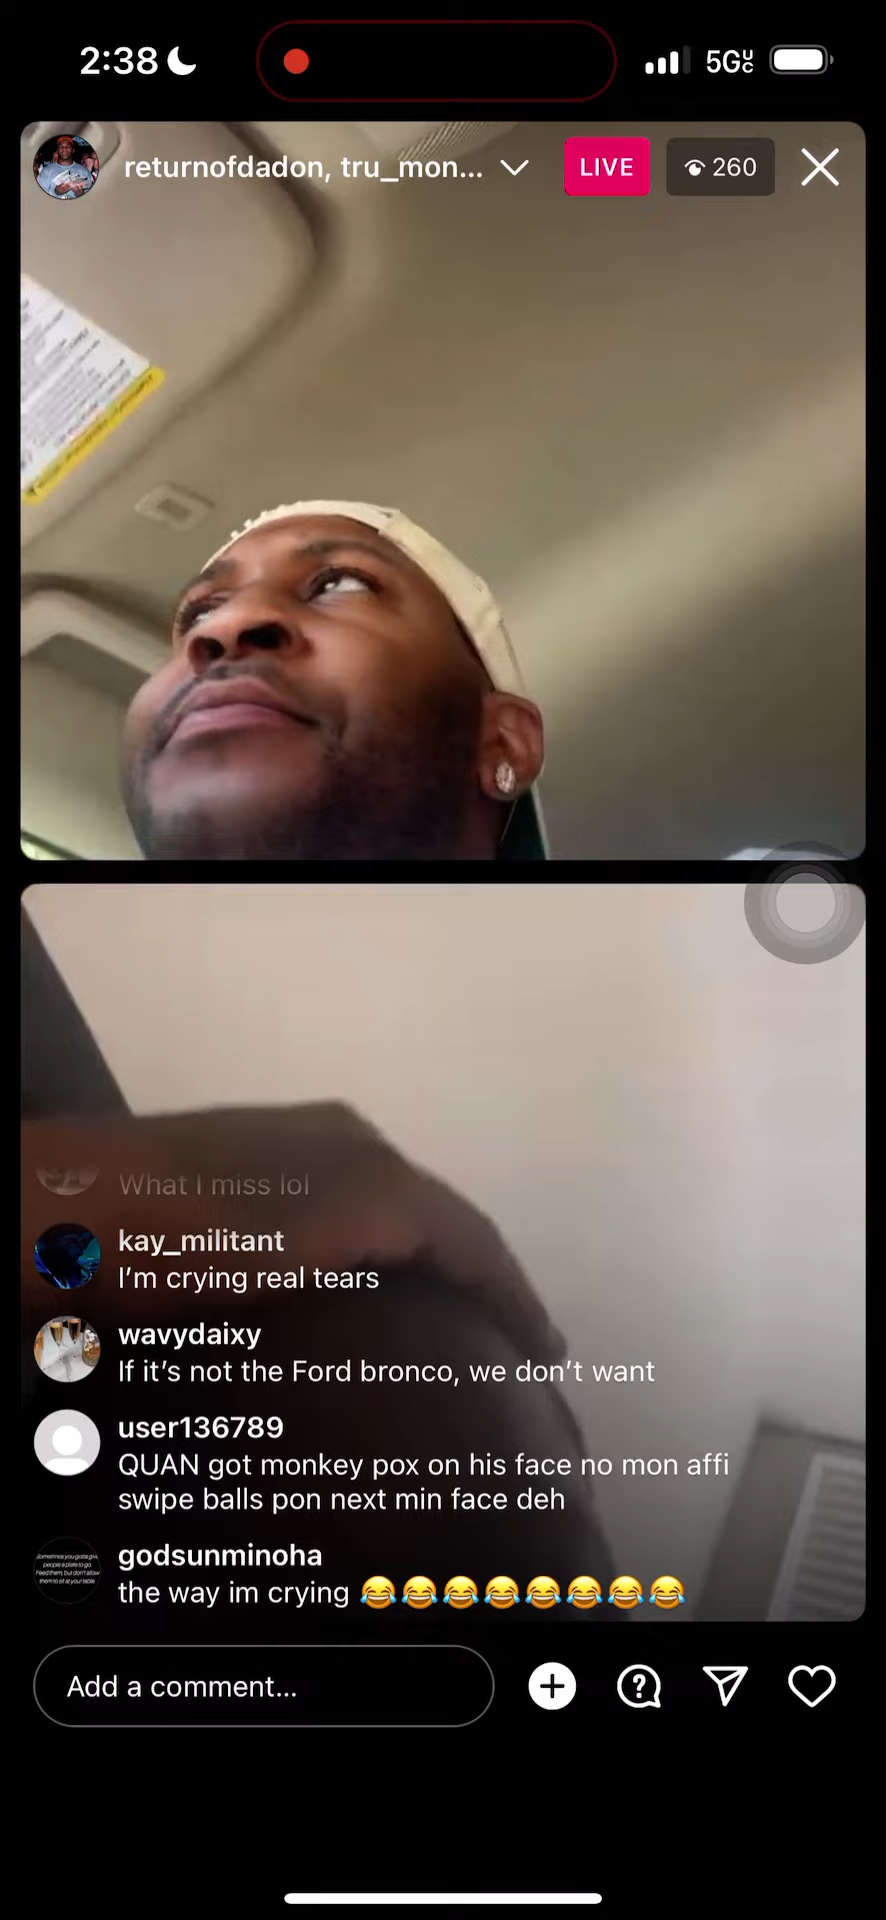 2:38
5GUC
returnofdadon, tru_mon...
LIVE
260
What I miss lol
kay_militant
I'm crying real tears
wavydaixy
If it's not the Ford bronco, we don't want
user136789
QUAN got monkey pox on his face no mon affi
swipe balls pon next min face deh
godsunminoha
the way im crying 😂😂😂😂😂😂😂😂
Add a comment...